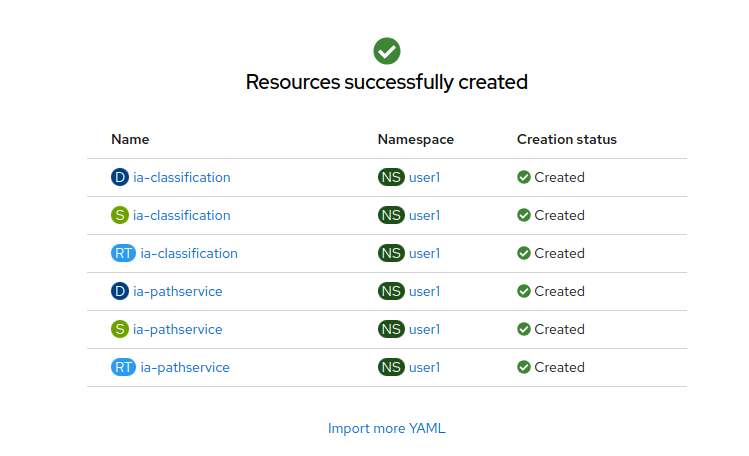 Resources successfully created
Name Namespace Creation status
D ia-classification NS user1 Created
S ia-classification NS user1 Created
RT ia-classification NS user1 Created
D ia-pathservice NS user1 Created
S ia-pathservice NS user1 Created
RT ia-pathservice NS user1 Created
Import more YAML